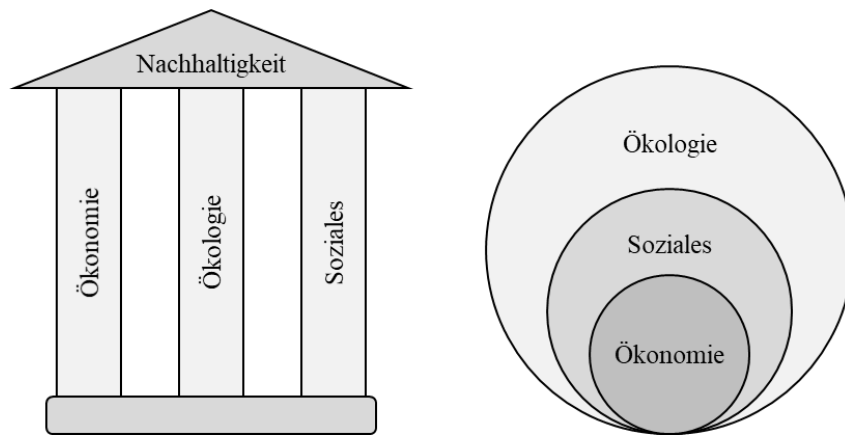 Nachhaltigkeit
Ökonomie
Ökologie
Soziales
Ökologie
Soziales
Ökonomie